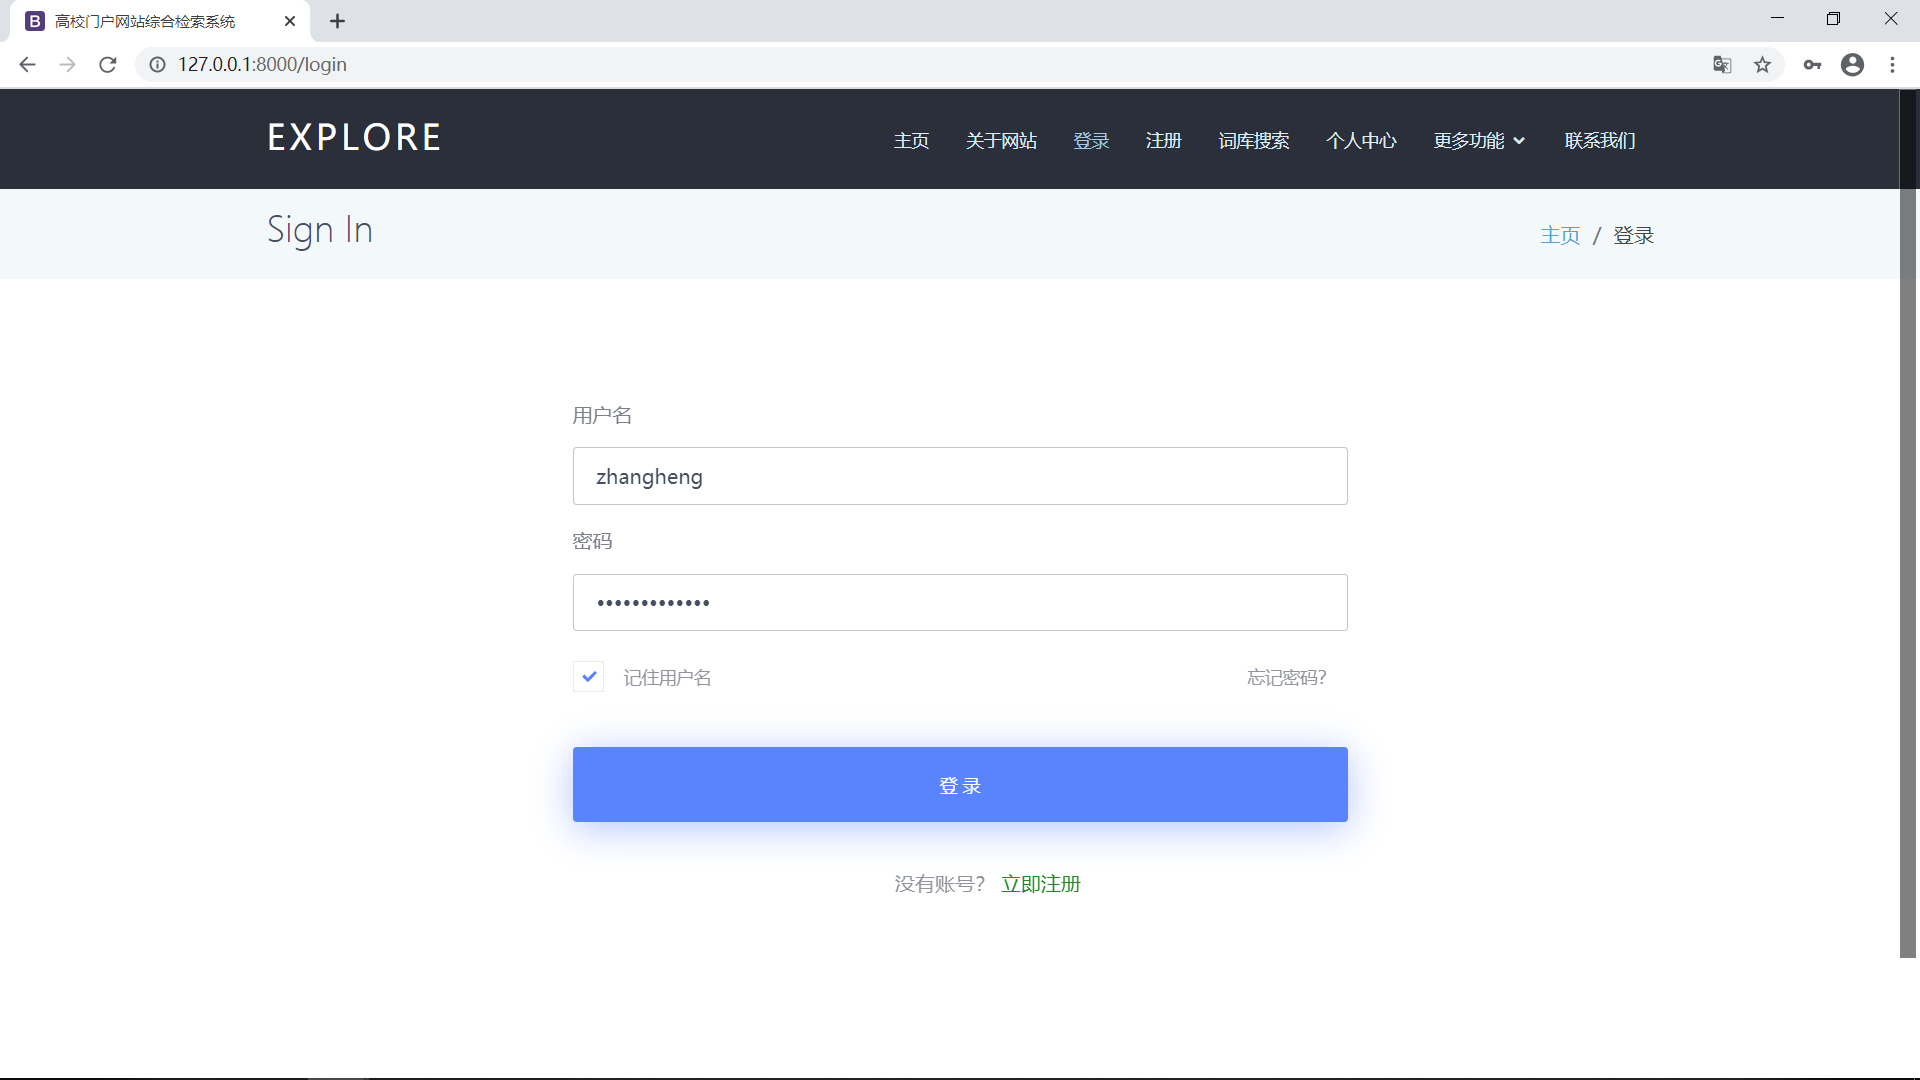 高校门户网站综合检索系统
127.0.0.1:8000/login
EXPLORE
主页 关于网站 登录 注册 词库搜索 个人中心 更多功能 联系我们
Sign In
主页 / 登录
用户名
zhangheng
密码
•••••••••••••
记住用户名 忘记密码?
登录
没有账号? 立即注册